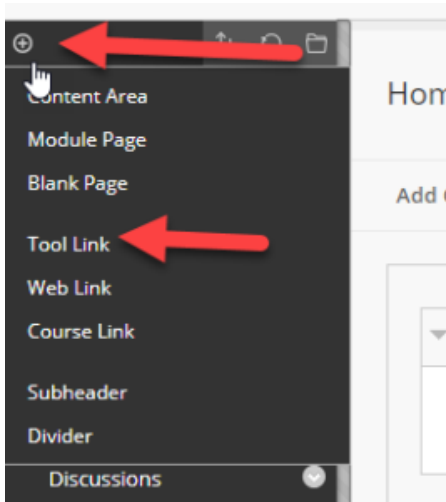 Content Area
Hom
Module Page
Blank Page
Add
Tool Link
Web Link
Course Link
Subheader
Divider
Discussions